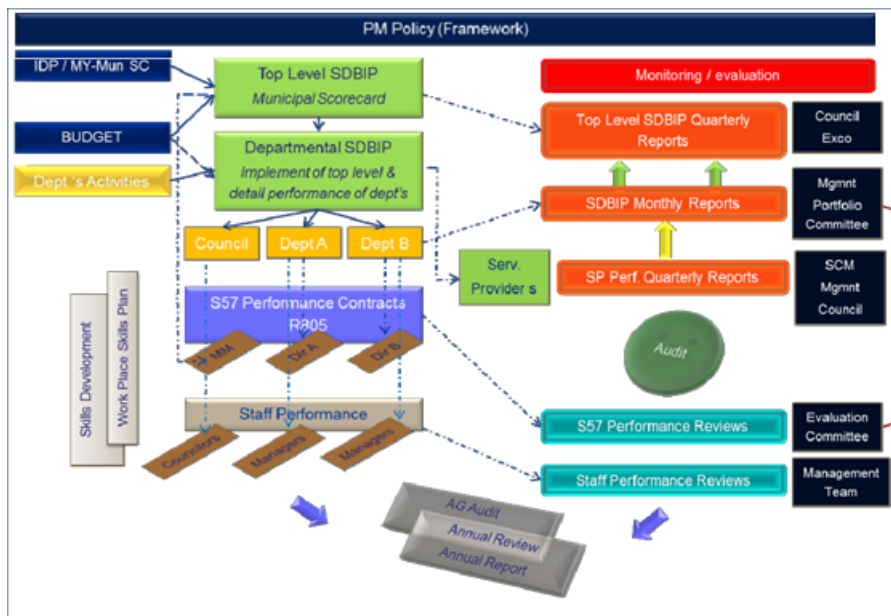 PM Policy (Framework)
IDP / MY-Mun SC
BUDGET
Dept 's Activities
Top Level SDBIP
Municipal Scorecard
Departmental SDBIP
Implement of top level &
detail performance of dept's
Council
Dept A
Dept B
Serv.
Provider s
S57 Performance Contracts
R805
MM
Dir A
Dir B
Staff Performance
Councilors
Managers
Managers
Skills Development
Work Place Skills Plan
Monitoring / evaluation
Top Level SDBIP Quarterly
Reports
Council
Exco
SDBIP Monthly Reports
Mgmnt
Portfolio
Committee
SP Perf. Quarterly Reports
SCM
Mgmnt
Council
Audit
S57 Performance Reviews
Evaluation
Committee
Staff Performance Reviews
Management
Team
AG Audit
Annual Review
Annual Report